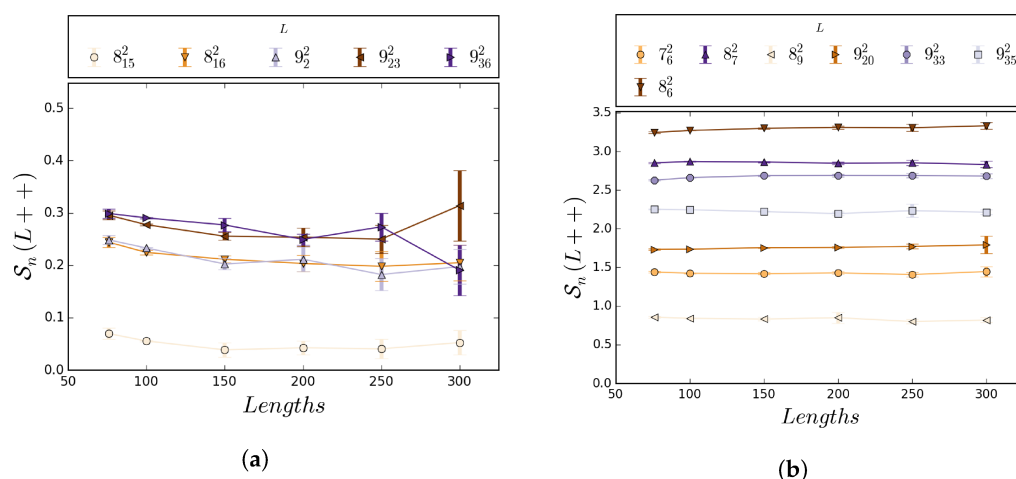 L
8²₁₅ 8²₁₆ 9²₂ 9²₂₃ 9²₃₆
0.5
0.4
0.3
0.2
0.1
0.0
𝒮ₙ(L + +)
50 100 150 200 250 300
Lengths
(a)
L
7²₆ 8²₇ 8²₉ 9²₂₀ 9²₃₃ 9²₃₅
8²₆
3.5
3.0
2.5
2.0
1.5
1.0
0.5
0.0
𝒮ₙ(L + +)
50 100 150 200 250 300
Lengths
(b)